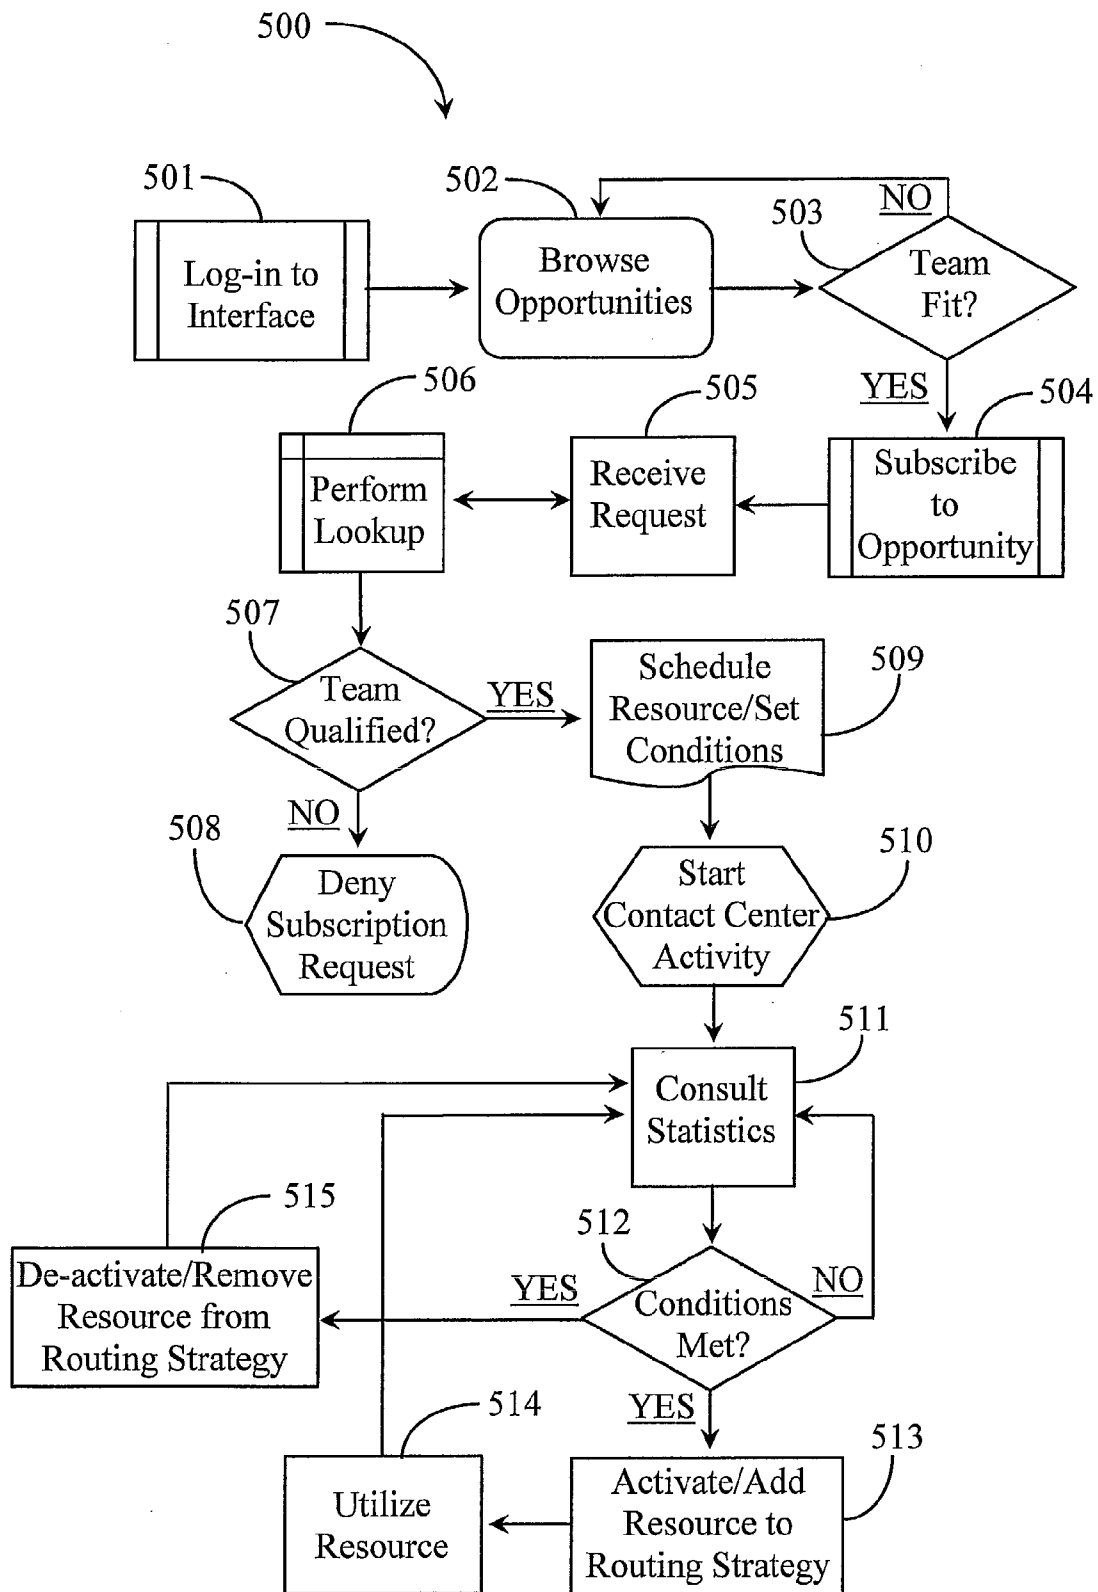 500
501
502
NO
503
Log-in to
Interface
Browse
Opportunities
Team
Fit?
506
505
YES
504
Perform
Lookup
Receive
Request
Subscribe
to
Opportunity
507
Team
Qualified?
YES
Schedule
Resource/Set
Conditions
509
NO
508
Deny
Subscription
Request
Start
Contact Center
Activity
510
511
Consult
Statistics
515
512
De-activate/Remove
Resource from
Routing Strategy
YES
Conditions
Met?
NO
514
YES
513
Utilize
Resource
Activate/Add
Resource to
Routing Strategy